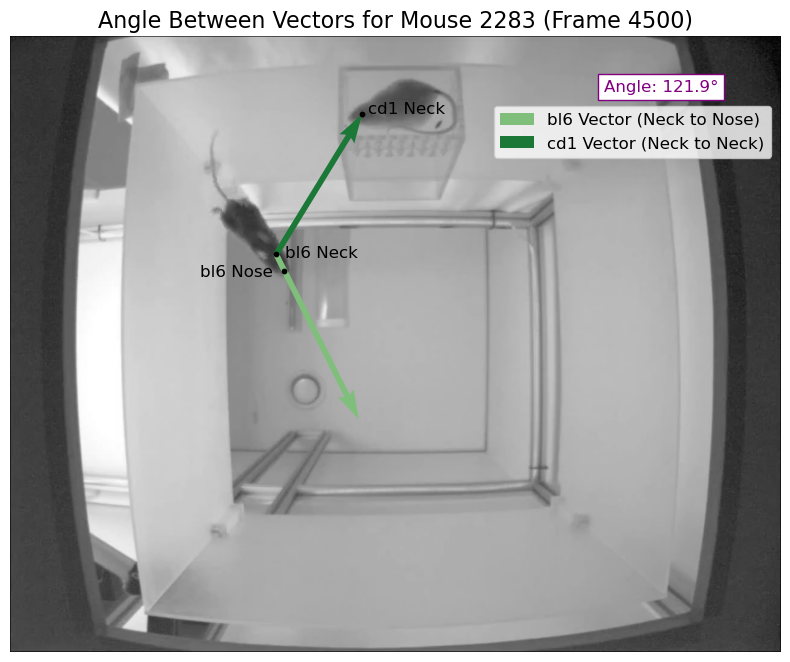 Angle Between Vectors for Mouse 2283 (Frame 4500)
Angle: 121.9°
cd1 Neck
bl6 Vector (Neck to Nose)
cd1 Vector (Neck to Neck)
bl6 Neck
bl6 Nose